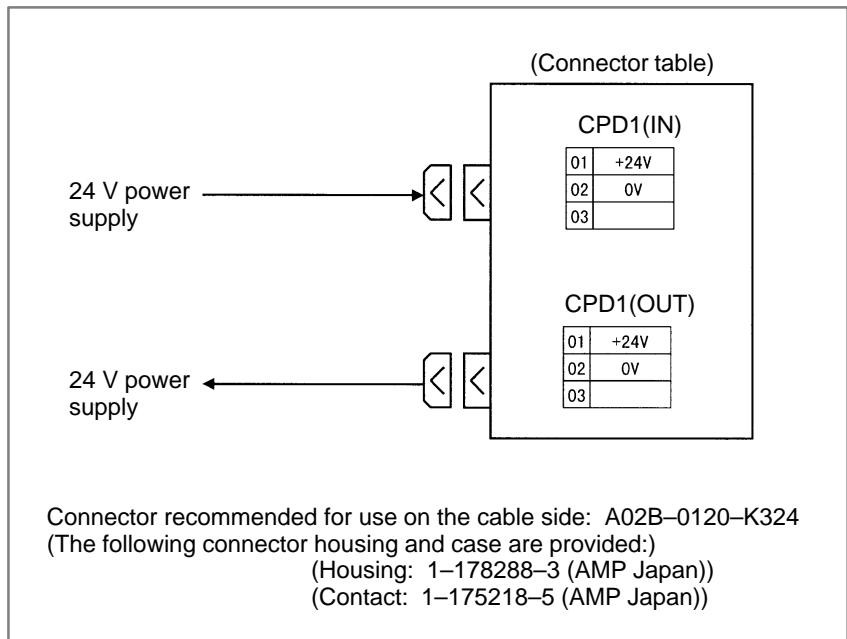 (Connector table)
CPD1(IN)
01 +24V
02 0V
03
24 V power
supply
CPD1(OUT)
01 +24V
02 0V
03
24 V power
supply
Connector recommended for use on the cable side: A02B–0120–K324
(The following connector housing and case are provided:)
(Housing: 1–178288–3 (AMP Japan))
(Contact: 1–175218–5 (AMP Japan))